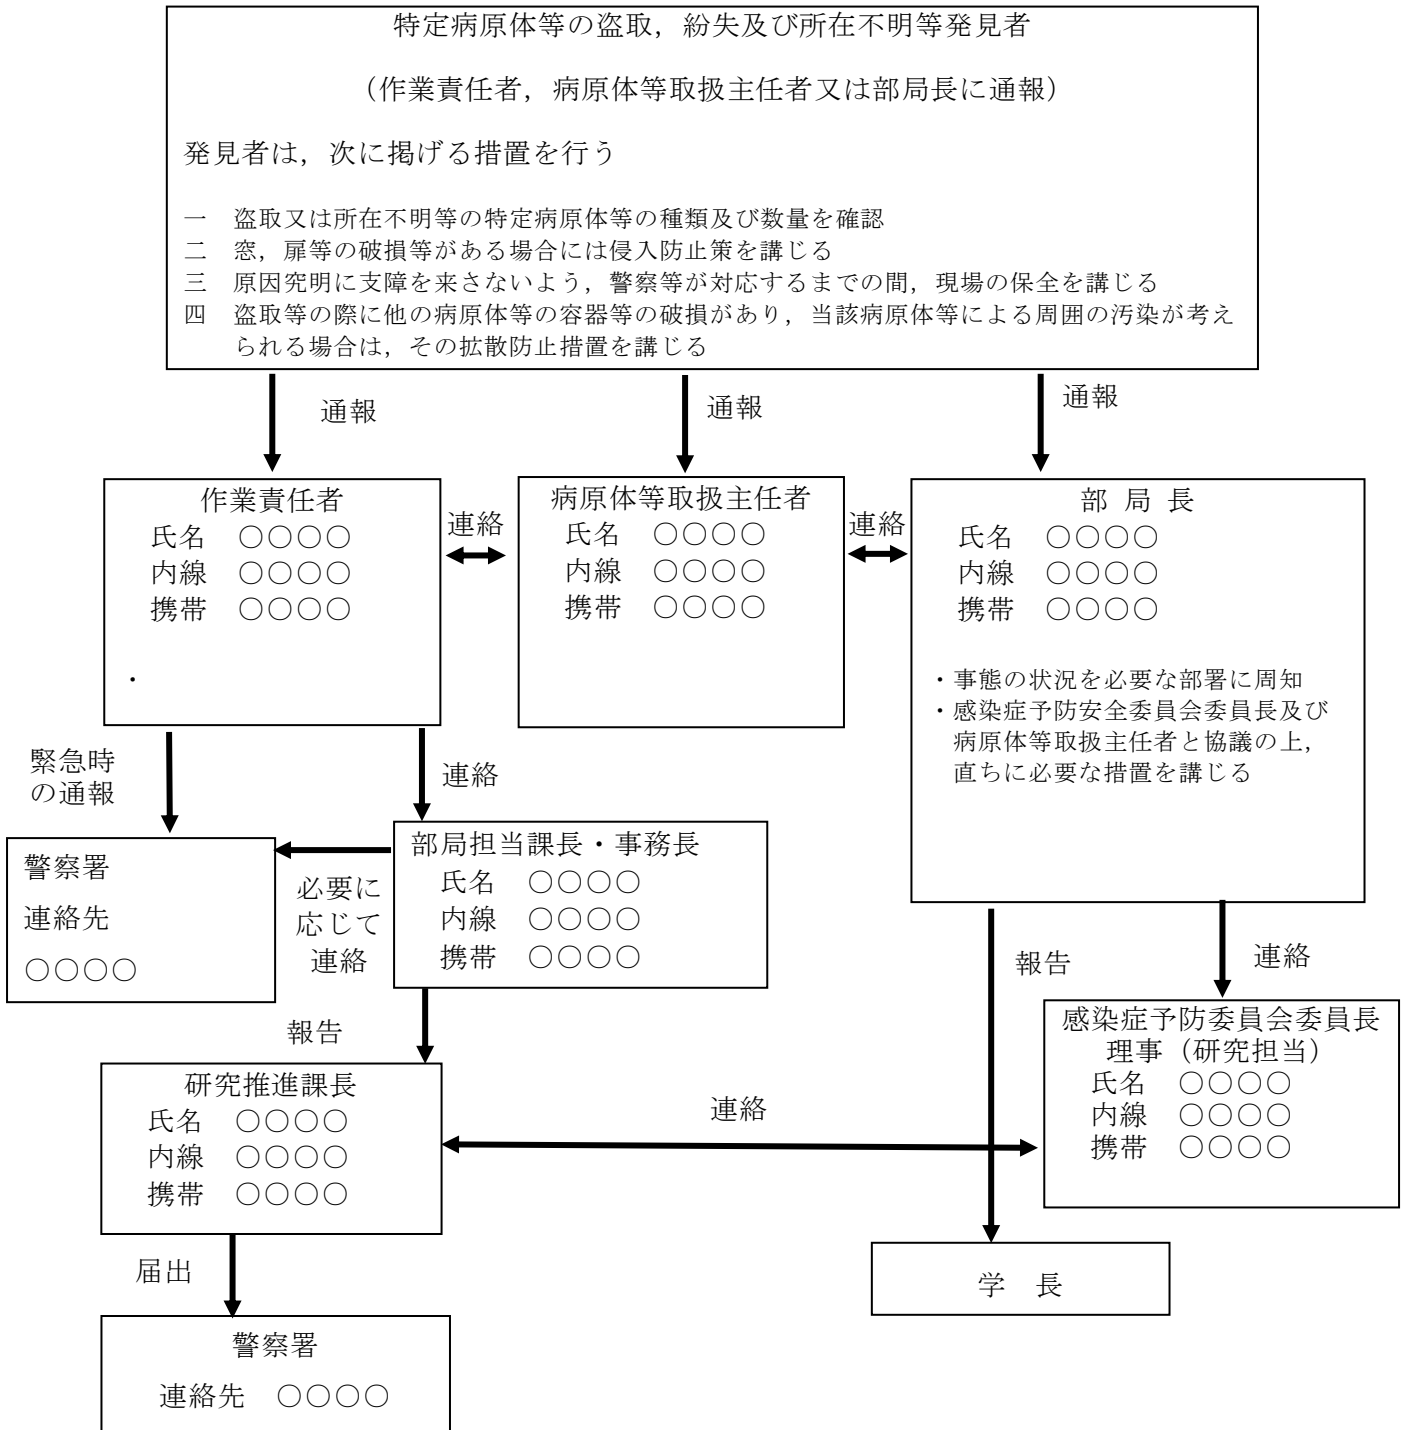 特定病原体等の盗取，紛失及び所在不明等発見者
（作業責任者，病原体等取扱主任者又は部局長に通報）
発見者は，次に掲げる措置を行う
一　盗取又は所在不明等の特定病原体等の種類及び数量を確認
二　窓，扉等の破損等がある場合には侵入防止策を講じる
三　原因究明に支障を来さないよう，警察等が対応するまでの間，現場の保全を講じる
四　盗取等の際に他の病原体等の容器等の破損があり，当該病原体等による周囲の汚染が考え
られる場合は，その拡散防止措置を講じる
通報
通報
通報
作業責任者
氏名　○○○○
内線　○○○○
携帯　○○○○
・
連絡
病原体等取扱主任者
氏名　○○○○
内線　○○○○
携帯　○○○○
連絡
部 局 長
氏名　○○○○
内線　○○○○
携帯　○○○○
・事態の状況を必要な部署に周知
・感染症予防安全委員会委員長及び
病原体等取扱主任者と協議の上，
直ちに必要な措置を講じる
緊急時
の通報
連絡
警察署
連絡先
○○○○
必要に
応じて
連絡
部局担当課長・事務長
氏名　○○○○
内線　○○○○
携帯　○○○○
報告
連絡
報告
感染症予防委員会委員長
理事（研究担当）
氏名　○○○○
内線　○○○○
携帯　○○○○
研究推進課長
氏名　○○○○
内線　○○○○
携帯　○○○○
連絡
届出
学　長
警察署
連絡先　○○○○